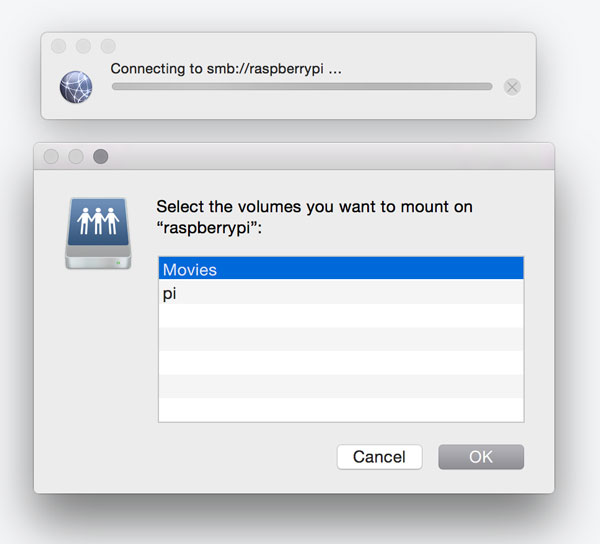 Connecting to smb://raspberrypi ...
Select the volumes you want to mount on
“raspberrypi”:
Movies
pi
Cancel
OK